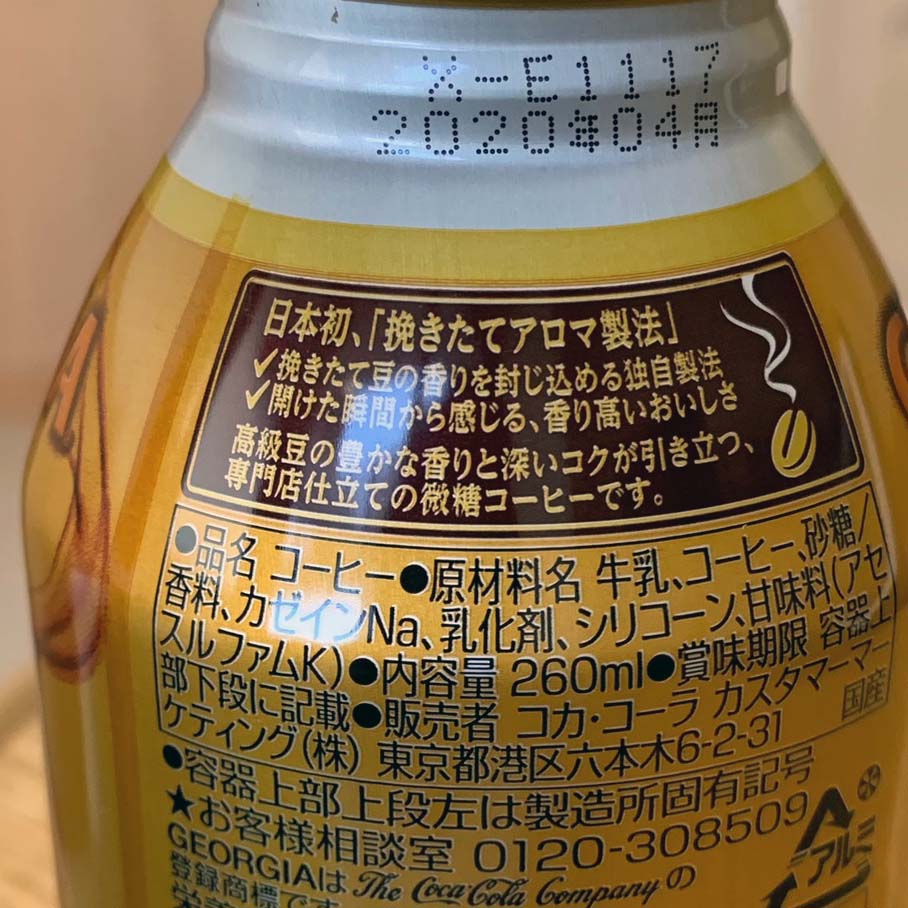 X-E1117
2020年04月
日本初、「挽きたてアロマ製法」
✓挽きたて豆の香りを封じ込める独自製法
✓開けた瞬間から感じる、香り高いおいしさ
高級豆の豊かな香りと深いコクが引き立つ、
専門店仕立ての微糖コーヒーです。
●品名 コーヒー●原材料名 牛乳、コーヒー、砂糖/
香料、カゼインNa、乳化剤、シリコーン、甘味料(アセ
スルファムK)●内容量 260ml●賞味期限 容器上
部下段に記載●販売者 コカ・コーラ カスタマーマー
ケティング(株) 東京都港区六本木6-2-31
国産
●容器上部上段左は製造所固有記号
★お客様相談室 0120-308509
GEORGIAは The Coca-Cola Company の
登録商標です
アルミ